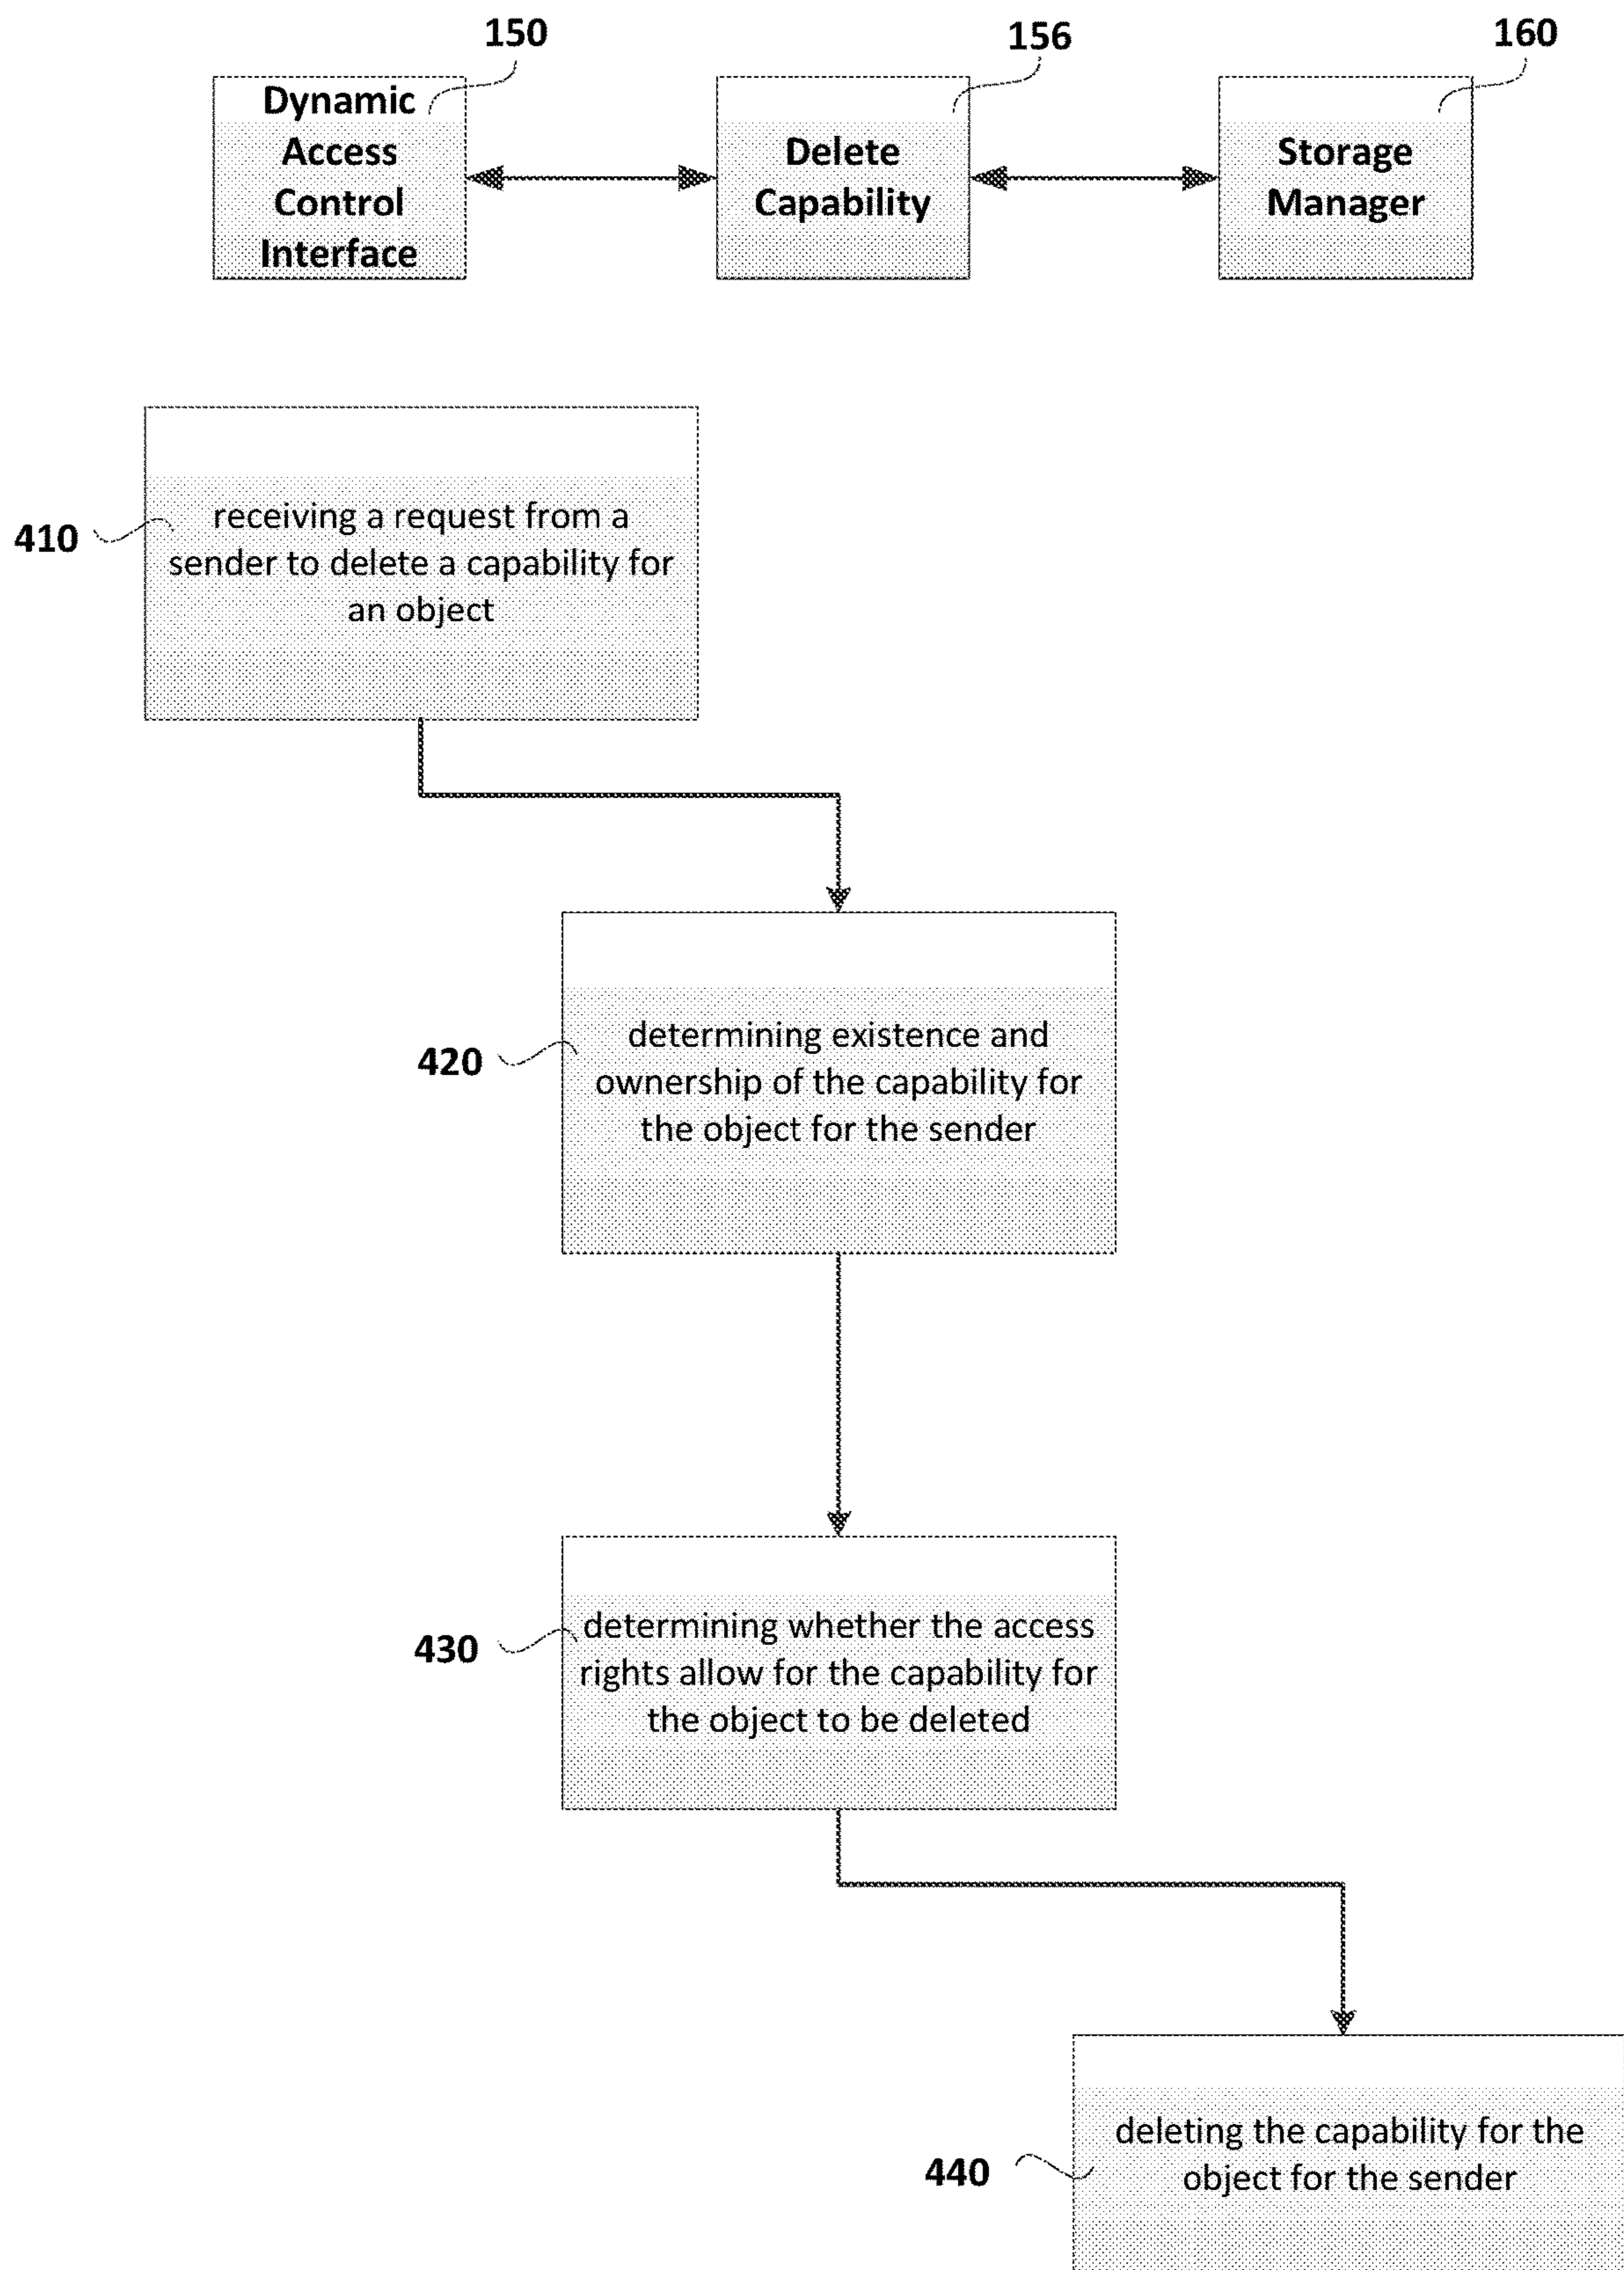 150
156
160
Dynamic
Access
Control
Interface
Delete
Capability
Storage
Manager
410
receiving a request from a
sender to delete a capability for
an object
420
determining existence and
ownership of the capability for
the object for the sender
430
determining whether the access
rights allow for the capability for
the object to be deleted
440
deleting the capability for the
object for the sender